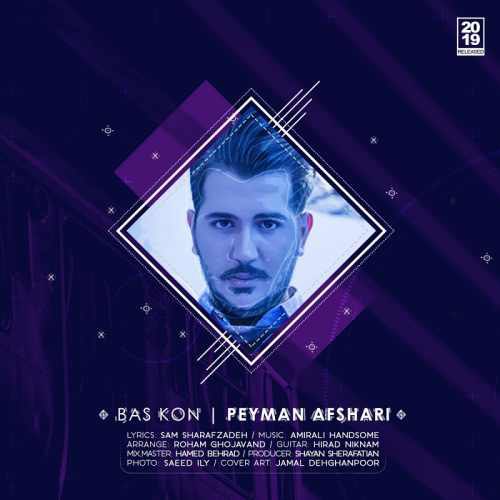 2019
RELEASED
BAS KON | PEYMAN AFSHARI
LYRICS: SAM SHARAFZADEH / MUSIC: AMIRALI HANDSOME
ARRANGE: ROHAM GHOJAVAND / GUITAR: HIRAD NIKNAM
MIX.MASTER: HAMED BEHRAD / PRODUCER: SHAYAN SHERAFATIAN
PHOTO: SAEED ILY / COVER ART: JAMAL DEHGHANPOOR